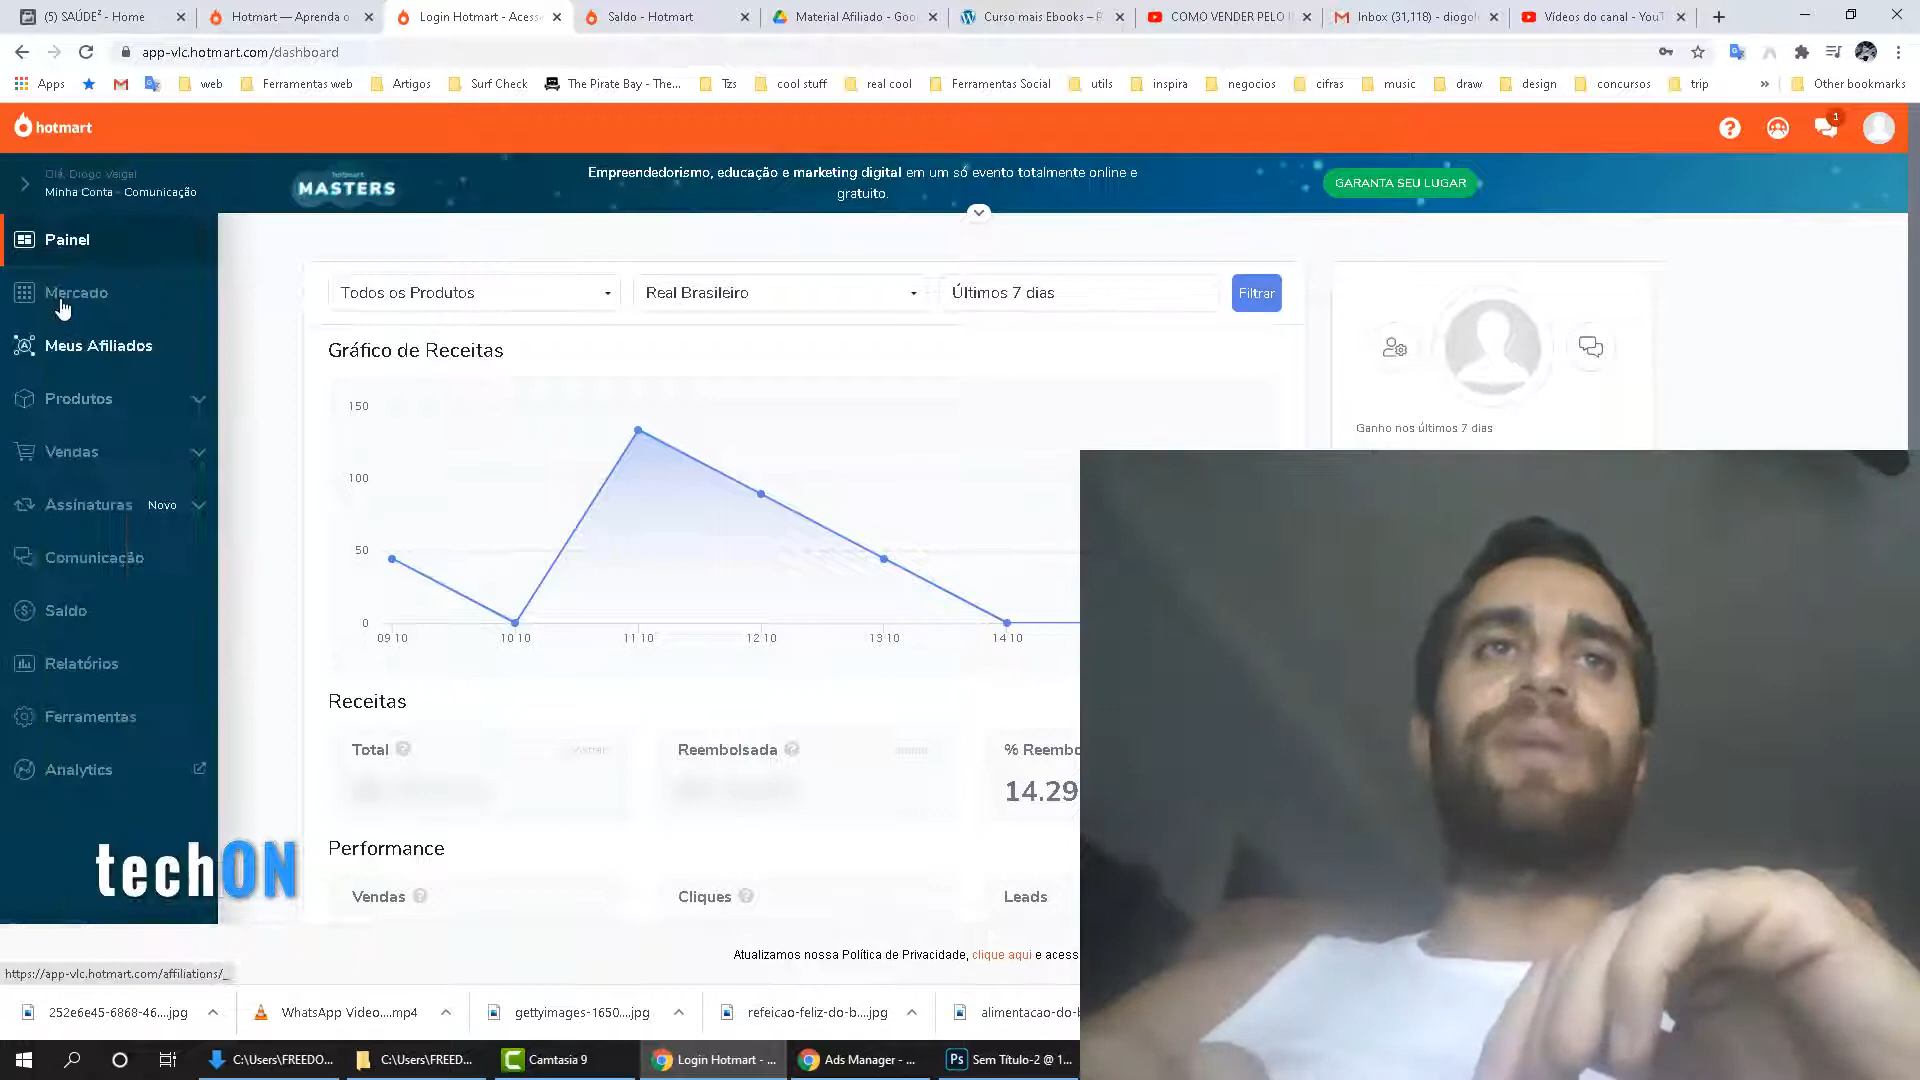 (5) SAÚDE² - Home
Hotmart — Aprenda o
Login Hotmart - Acess
Saldo - Hotmart
Material Afiliado - Goo
Curso mais Ebooks – P
COMO VENDER PELO I
Inbox (31,118) - diogol
Vídeos do canal - YouT
app-vlc.hotmart.com/dashboard
Apps
web
Ferramentas web
Artigos
Surf Check
The Pirate Bay - The...
Tzs
cool stuff
real cool
Ferramentas Social
utils
inspira
negocios
cifras
music
draw
design
concursos
trip
»
Other bookmarks
hotmart
1
Olá, Diogo Veiga!
Minha Conta - Comunicação
hotmart
MASTERS
Empreendedorismo, educação e marketing digital em um só evento totalmente online e
gratuito.
GARANTA SEU LUGAR
Painel
Mercado
Meus Afiliados
Produtos
Vendas
Assinaturas Novo
Comunicação
Saldo
Relatórios
Ferramentas
Analytics
Todos os Produtos
Real Brasileiro
Últimos 7 dias
Filtrar
Gráfico de Receitas
150
100
50
0
09 10
10 10
11 10
12 10
13 10
14 10
Ganho nos últimos 7 dias
Receitas
Total
Reembolsada
% Reembo
14.29
Performance
Vendas
Cliques
Leads
techON
Atualizamos nossa Política de Privacidade, clique aqui e acess
https://app-vlc.hotmart.com/affiliations/_
252e6e45-6868-46....jpg
WhatsApp Video....mp4
gettyimages-1650....jpg
refeicao-feliz-do-b....jpg
alimentacao-do-b
C:\Users\FREEDO...
C:\Users\FREED...
Camtasia 9
Login Hotmart - ...
Ads Manager - ...
Ps
Sem Título-2 @ 1...